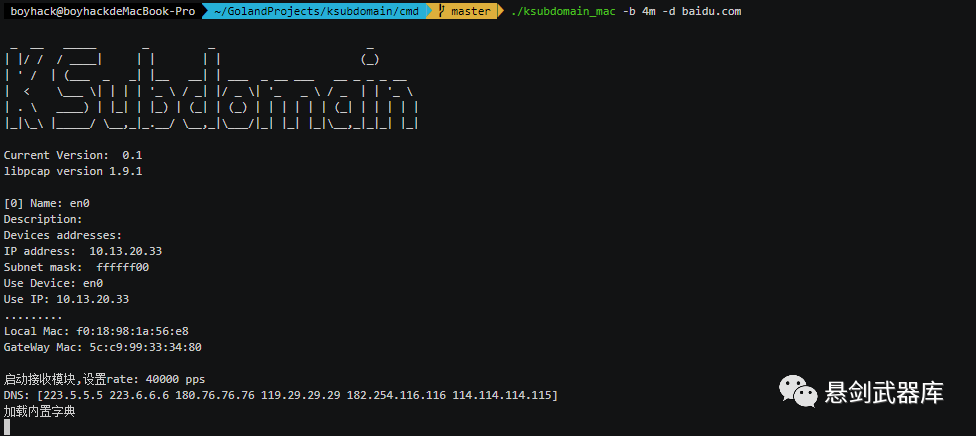 boyhack@boyhackdeMacBook-Pro ~/GolandProjects/ksubdomain/cmd master ./ksubdomain_mac -b 4m -d baidu.com
KSubdomain
Current Version:  0.1
libpcap version 1.9.1
[0] Name: en0
Description:
Devices addresses:
IP address:  10.13.20.33
Subnet mask:  ffffff00
Use Device: en0
Use IP: 10.13.20.33
.........
Local Mac: f0:18:98:1a:56:e8
GateWay Mac: 5c:c9:99:33:34:80
启动接收模块,设置rate: 40000 pps
DNS: [223.5.5.5 223.6.6.6 180.76.76.76 119.29.29.29 182.254.116.116 114.114.114.115]
加载内置字典
悬剑武器库